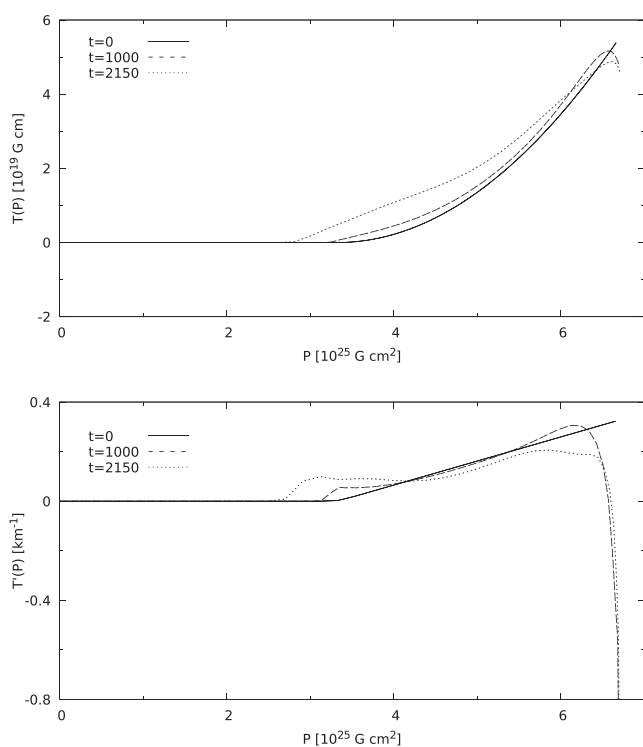 6
4
2
0
-2
T(P) [10¹⁹ G cm]
t=0
t=1000
t=2150
0 2 4 6
P [10²⁵ G cm²]
0.4
0
-0.4
-0.8
T'(P) [km⁻¹]
t=0
t=1000
t=2150
0 2 4 6
P [10²⁵ G cm²]